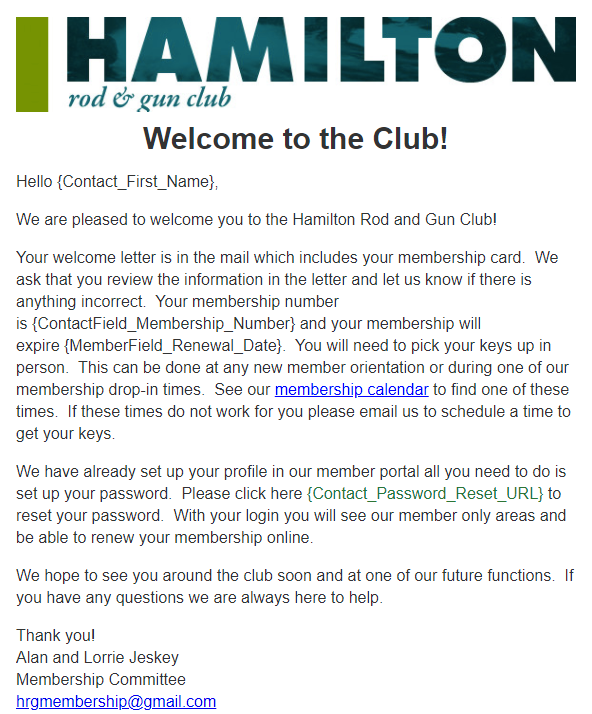 HAMILTON
rod & gun club
Welcome to the Club!
Hello {Contact_First_Name},
We are pleased to welcome you to the Hamilton Rod and Gun Club!
Your welcome letter is in the mail which includes your membership card.  We
ask that you review the information in the letter and let us know if there is
anything incorrect.  Your membership number
is {ContactField_Membership_Number} and your membership will
expire {MemberField_Renewal_Date}.  You will need to pick your keys up in
person.  This can be done at any new member orientation or during one of our
membership drop-in times.  See our membership calendar to find one of these
times.  If these times do not work for you please email us to schedule a time to
get your keys.
We have already set up your profile in our member portal all you need to do is
set up your password.  Please click here {Contact_Password_Reset_URL} to
reset your password.  With your login you will see our member only areas and
be able to renew your membership online.
We hope to see you around the club soon and at one of our future functions.  If
you have any questions we are always here to help.
Thank you!
Alan and Lorrie Jeskey
Membership Committee
hrgmembership@gmail.com